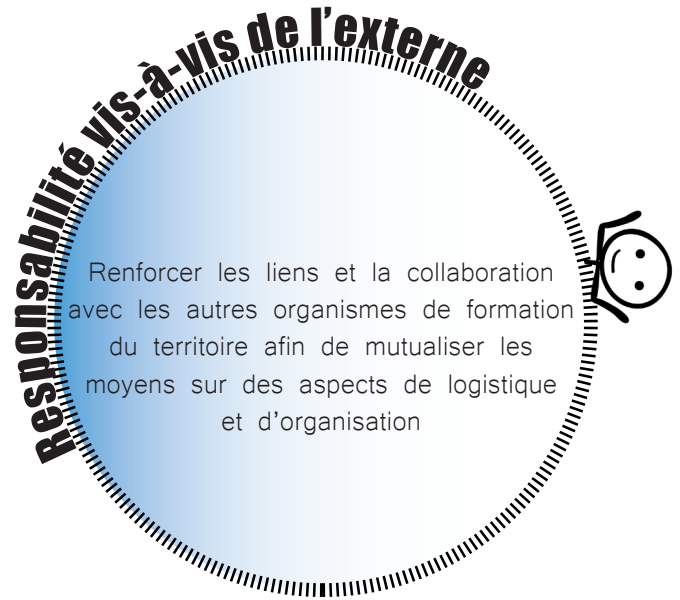 Responsabilité vis-à-vis de l'externe
Renforcer les liens et la collaboration
avec les autres organismes de formation
du territoire afin de mutualiser les
moyens sur des aspects de logistique
et d'organisation